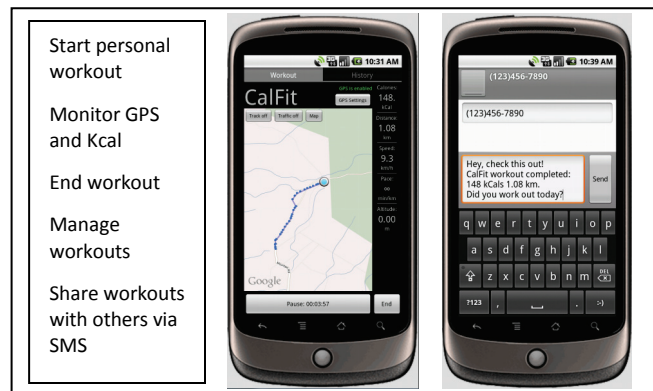 Start personal
workout
Monitor GPS
and Kcal
End workout
Manage
workouts
Share workouts
with others via
SMS
10:31 AM
Workout
History
CalFit
GPS is enabled
GPS Settings
Track off
Traffic off
Map
Calories:
148.
kCal
Distance:
1.08
km
Speed:
9.3
km/h
Pace:
∞
min/km
Altitude:
0.00
m
Google
Pause: 00:03:57
End
10:39 AM
(123)456-7890
(123)456-7890
Hey, check this out!
CalFit workout completed:
148 kCals 1.08 km.
Did you work out today?
Send
q w e r t y u i o p
a s d f g h j k l
z x c v b n m DEL
?123 , . :-)